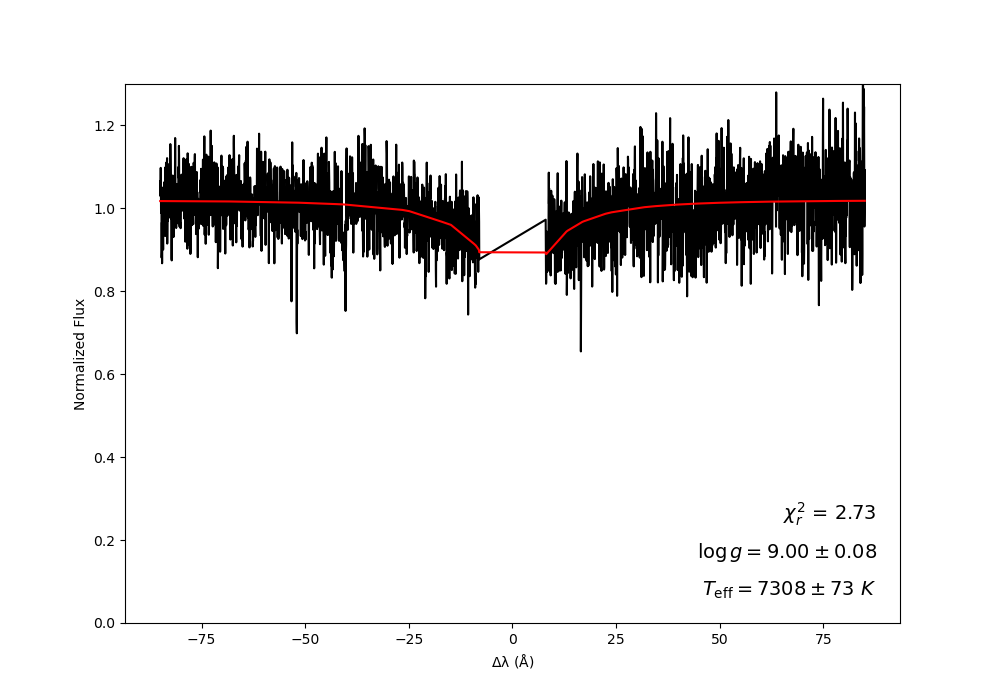 1.2
1.0
0.8
0.6
0.4
0.2
0.0
Normalized Flux
χ²ᵣ = 2.73
log g = 9.00 ± 0.08
T_eff = 7308 ± 73 K
−75 −50 −25 0 25 50 75
Δλ (Å)